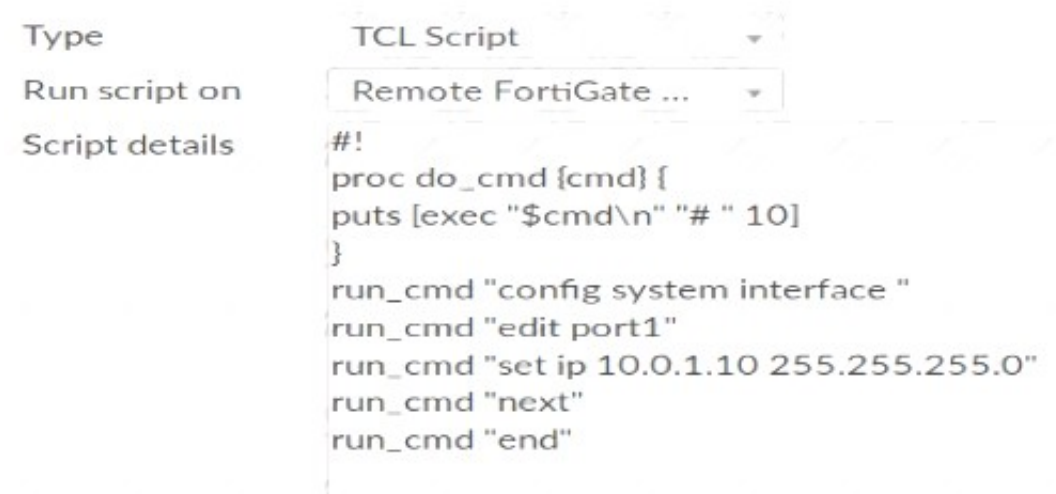 Type TCL Script
Run script on Remote FortiGate ...
Script details
#!
proc do_cmd {cmd} {
puts [exec "$cmd\n" "# " 10]
}
run_cmd "config system interface "
run_cmd "edit port1"
run_cmd "set ip 10.0.1.10 255.255.255.0"
run_cmd "next"
run_cmd "end"